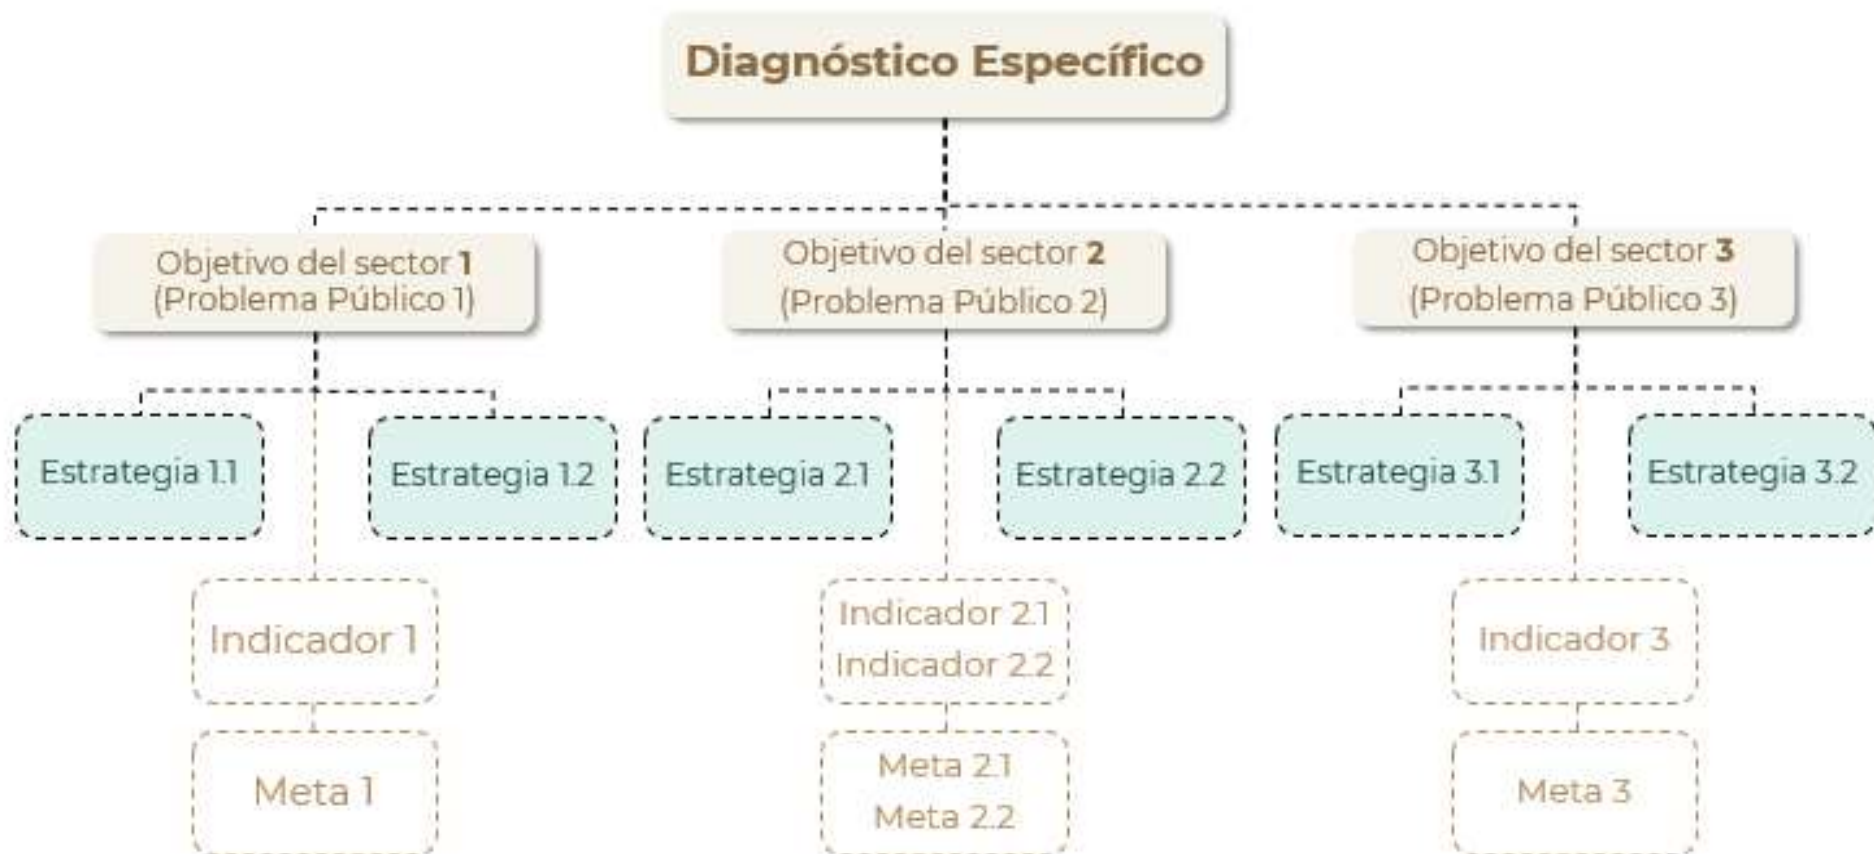 Diagnóstico Específico
Objetivo del sector 1
(Problema Público 1)
Objetivo del sector 2
(Problema Público 2)
Objetivo del sector 3
(Problema Público 3)
Estrategia 1.1
Estrategia 1.2
Estrategia 2.1
Estrategia 2.2
Estrategia 3.1
Estrategia 3.2
Indicador 1
Indicador 2.1
Indicador 2.2
Indicador 3
Meta 1
Meta 2.1
Meta 2.2
Meta 3